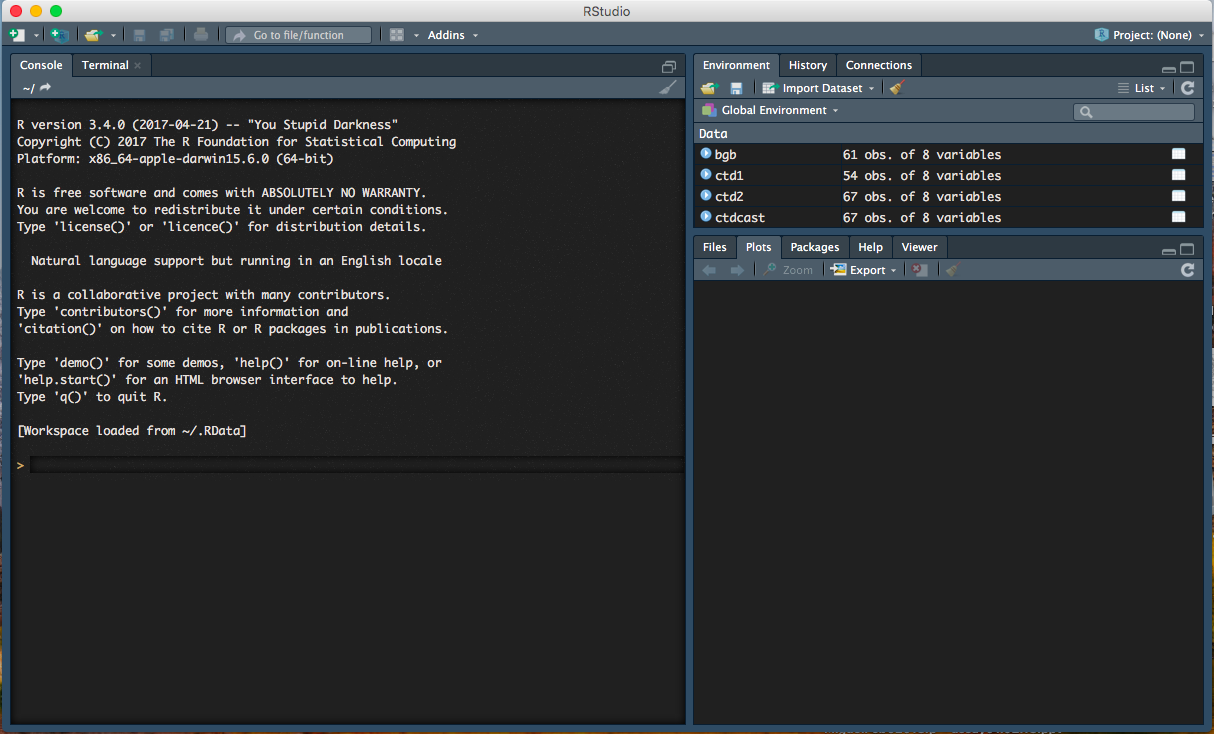 RStudio
Go to file/function
Addins
Project: (None)
Console Terminal
~/
R version 3.4.0 (2017-04-21) -- "You Stupid Darkness"
Copyright (C) 2017 The R Foundation for Statistical Computing
Platform: x86_64-apple-darwin15.6.0 (64-bit)
R is free software and comes with ABSOLUTELY NO WARRANTY.
You are welcome to redistribute it under certain conditions.
Type 'license()' or 'licence()' for distribution details.
Natural language support but running in an English locale
R is a collaborative project with many contributors.
Type 'contributors()' for more information and
'citation()' on how to cite R or R packages in publications.
Type 'demo()' for some demos, 'help()' for on-line help, or
'help.start()' for an HTML browser interface to help.
Type 'q()' to quit R.
[Workspace loaded from ~/.RData]
>
Environment History Connections
Import Dataset List
Global Environment
Data
bgb 61 obs. of 8 variables
ctd1 54 obs. of 8 variables
ctd2 67 obs. of 8 variables
ctdcast 67 obs. of 8 variables
Files Plots Packages Help Viewer
Zoom Export